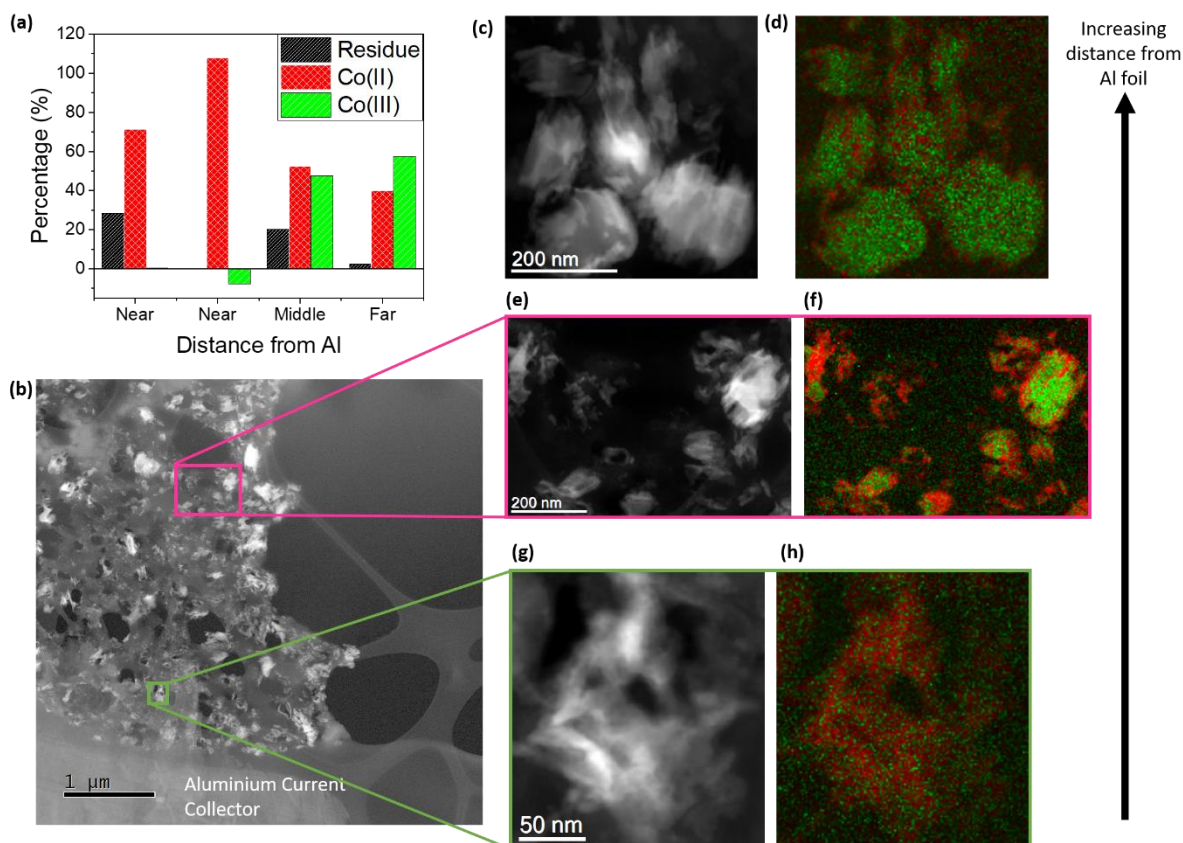 (a)
120
100
80
60
40
20
0
Percentage (%)
Residue
Co(II)
Co(III)
Near
Near
Middle
Far
Distance from Al
(b)
1 μm
Aluminium Current
Collector
(c)
200 nm
(d)
(e)
200 nm
(f)
(g)
50 nm
(h)
Increasing
distance from
Al foil